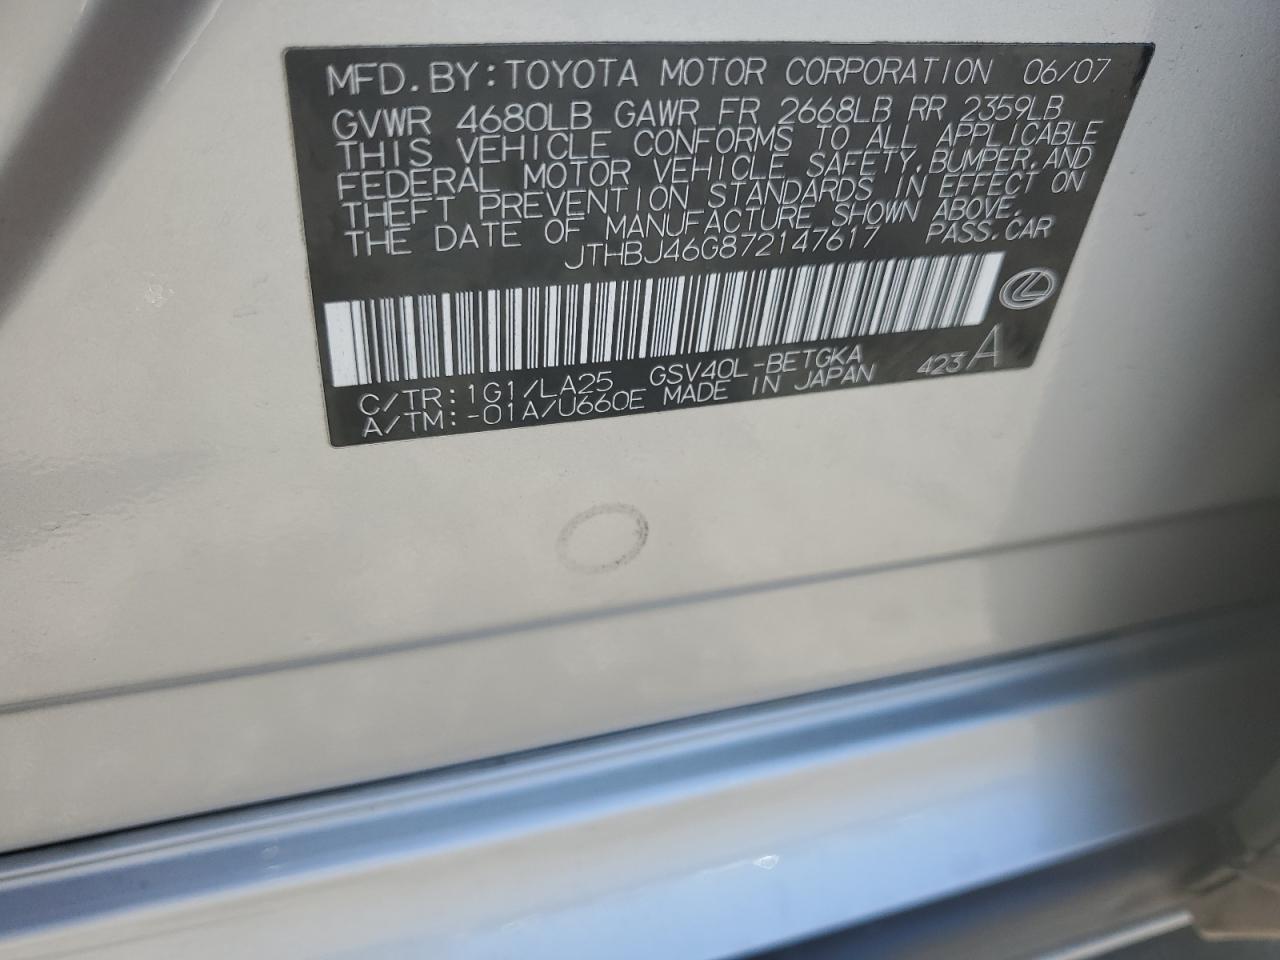 MFD. BY: TOYOTA MOTOR CORPORATION 06/07
GVWR 4680LB GAWR FR 2668LB RR 2359LB
THIS VEHICLE CONFORMS TO ALL APPLICABLE
FEDERAL MOTOR VEHICLE SAFETY, BUMPER, AND
THEFT PREVENTION STANDARDS IN EFFECT ON
THE DATE OF MANUFACTURE SHOWN ABOVE.
JTHBJ46G872147617 PASS. CAR
C/TR: 1G1/LA25 GSV40L-BETGKA 423 A
A/TM: -01A/U660E MADE IN JAPAN